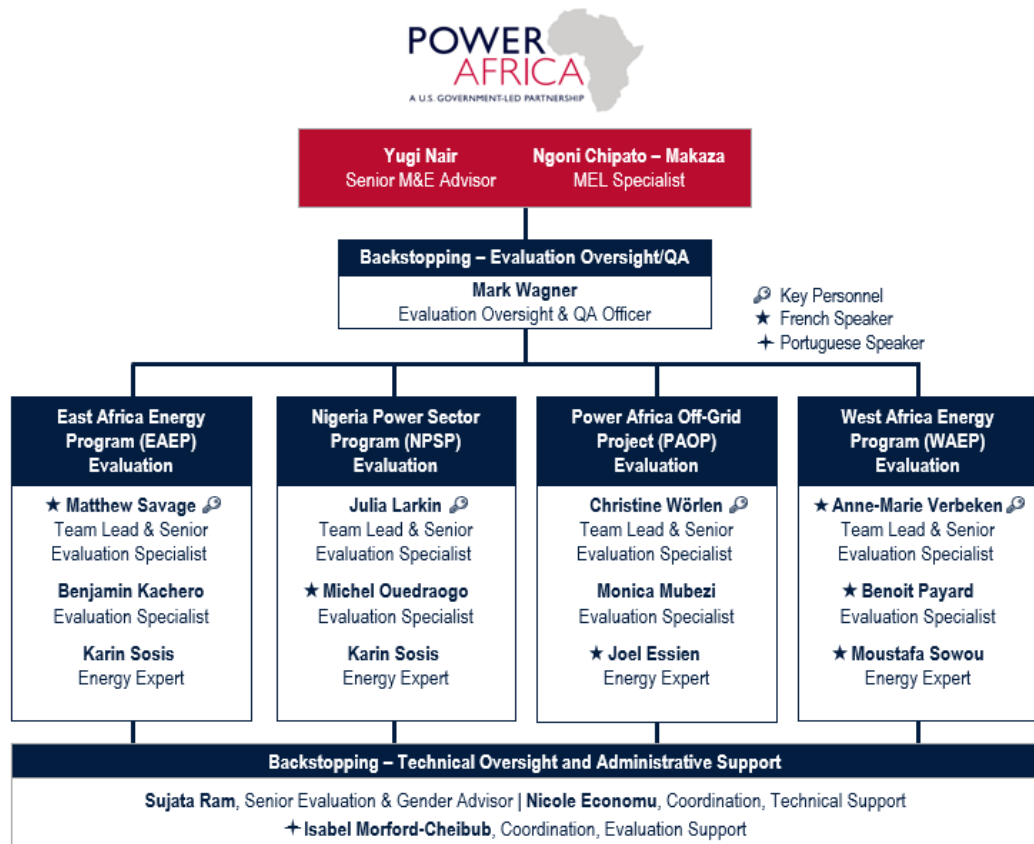 POWER
AFRICA
A U.S. GOVERNMENT-LED PARTNERSHIP
Yugi Nair
Senior M&E Advisor
Ngoni Chipato – Makaza
MEL Specialist
Backstopping – Evaluation Oversight/QA
Mark Wagner
Evaluation Oversight & QA Officer
Key Personnel
★ French Speaker
Portuguese Speaker
East Africa Energy
Program (EAEP)
Evaluation
★ Matthew Savage
Team Lead & Senior
Evaluation Specialist
Benjamin Kachero
Evaluation Specialist
Karin Sosis
Energy Expert
Nigeria Power Sector
Program (NPSP)
Evaluation
Julia Larkin
Team Lead & Senior
Evaluation Specialist
★ Michel Ouedraogo
Evaluation Specialist
Karin Sosis
Energy Expert
Power Africa Off-Grid
Project (PAOP)
Evaluation
Christine Wörlen
Team Lead & Senior
Evaluation Specialist
Monica Mubezi
Evaluation Specialist
★ Joel Essien
Energy Expert
West Africa Energy
Program (WAEP)
Evaluation
★ Anne-Marie Verbeken
Team Lead & Senior
Evaluation Specialist
★ Benoit Payard
Evaluation Specialist
★ Moustafa Sowou
Energy Expert
Backstopping – Technical Oversight and Administrative Support
Sujata Ram, Senior Evaluation & Gender Advisor | Nicole Economu, Coordination, Technical Support
Isabel Morford-Cheibub, Coordination, Evaluation Support